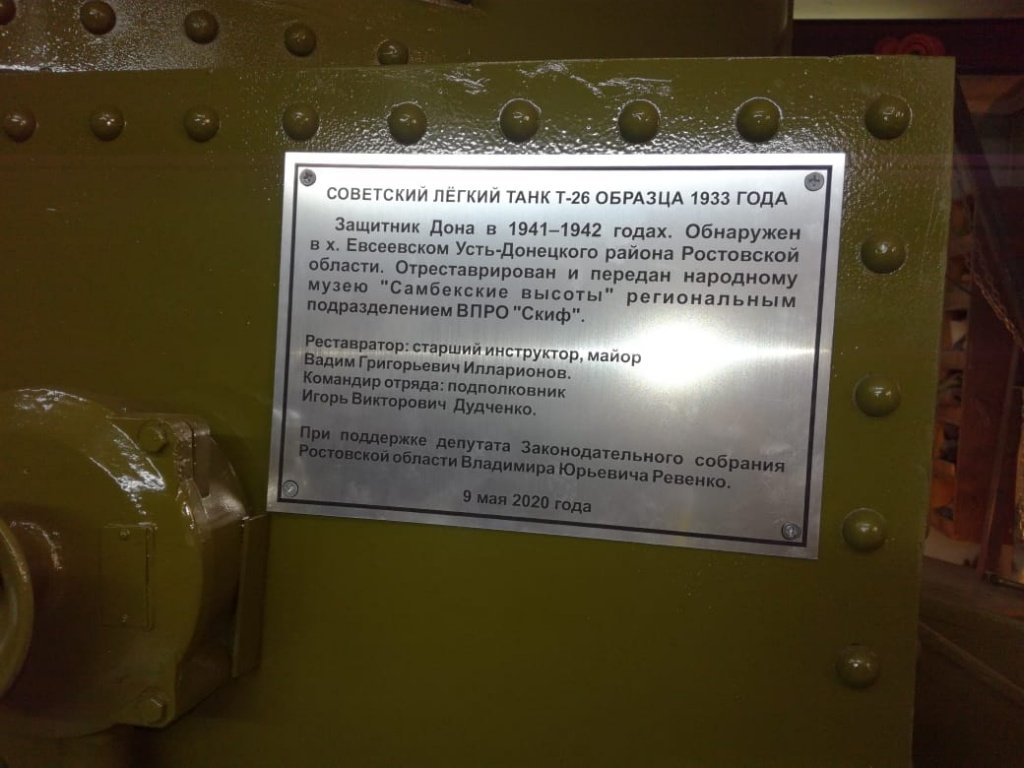 СОВЕТСКИЙ ЛЁГКИЙ ТАНК Т-26 ОБРАЗЦА 1933 ГОДА
Защитник Дона в 1941–1942 годах. Обнаружен
в х. Евсеевском Усть-Донецкого района Ростовской
области. Отреставрирован и передан народному
музею "Самбекские высоты" региональным
подразделением ВПРО "Скиф".
Реставратор: старший инструктор, майор
Вадим Григорьевич Илларионов.
Командир отряда: подполковник
Игорь Викторович Дудченко.
При поддержке депутата Законодательного собрания
Ростовской области Владимира Юрьевича Ревенко.
9 мая 2020 года